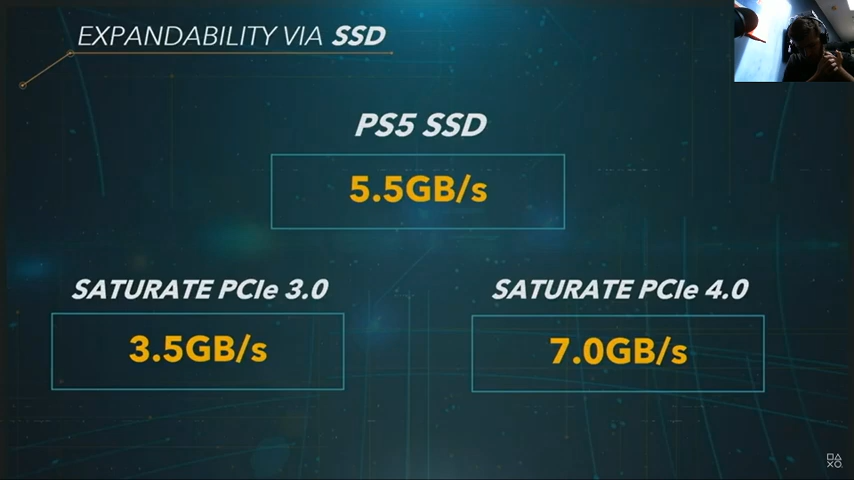 EXPANDABILITY VIA SSD
PS5 SSD
5.5GB/s
SATURATE PCIe 3.0
SATURATE PCIe 4.0
3.5GB/s
7.0GB/s